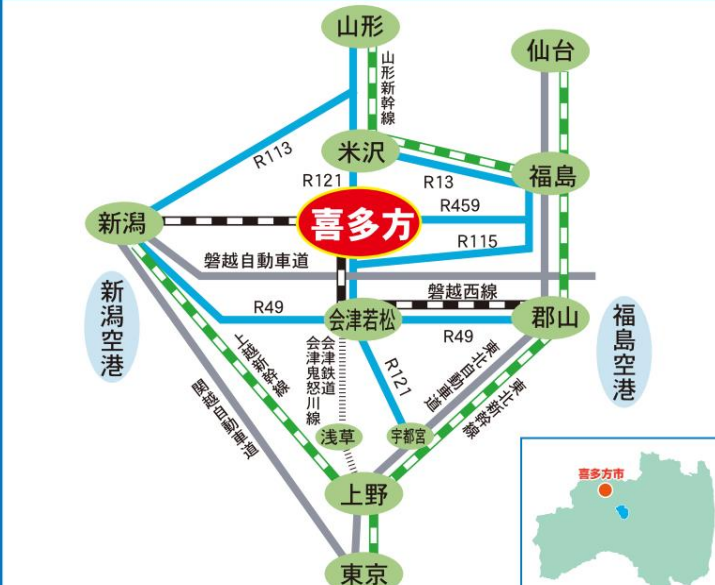 山形
仙台
山形新幹線
R113
米沢
R121
R13
福島
R459
新潟
喜多方
R115
磐越自動車道
磐越西線
新潟空港
R49
会津若松
R49
郡山
福島空港
上越新幹線
会津鉄道
会津鬼怒川線
R121
東北自動車道
東北新幹線
関越自動車道
浅草
宇都宮
上野
東京
喜多方市